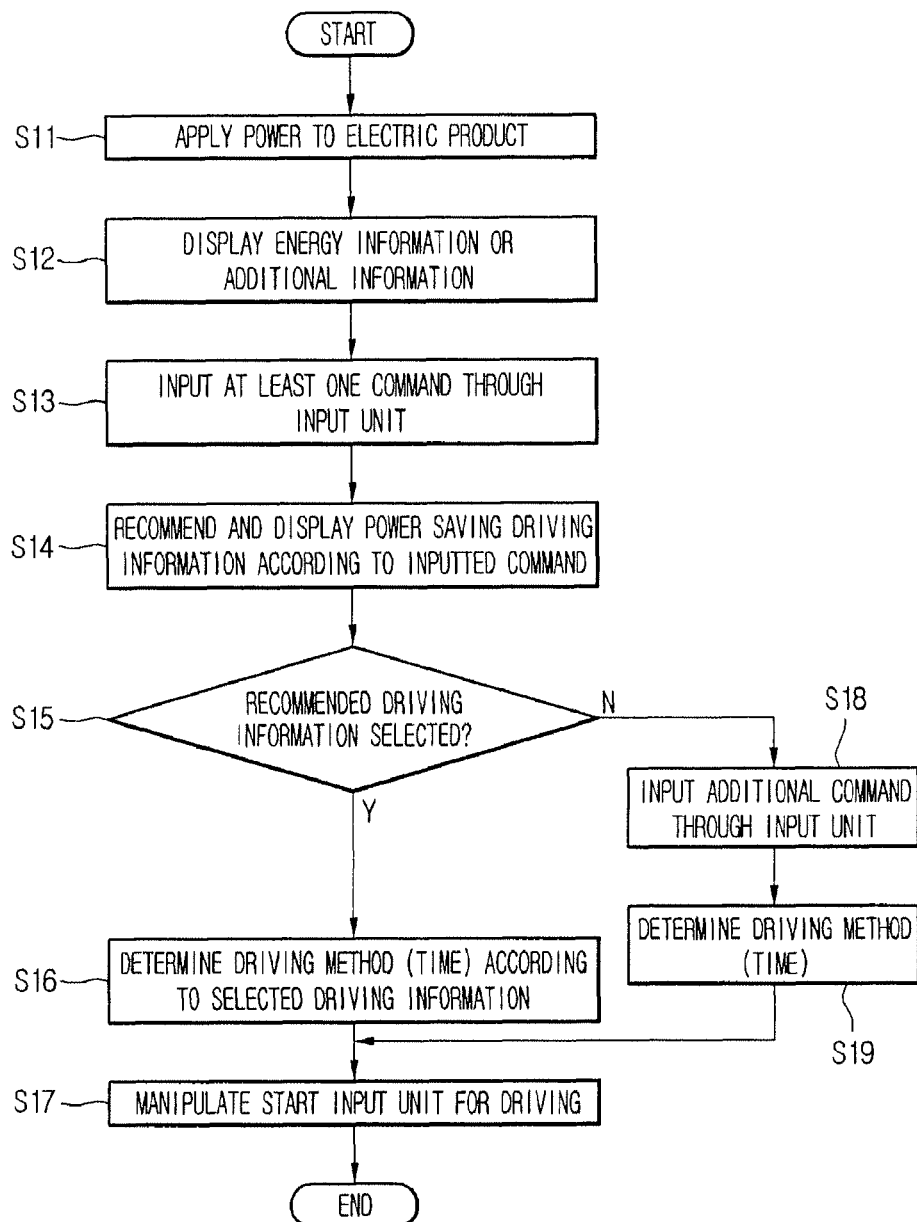 START
S11
APPLY POWER TO ELECTRIC PRODUCT
S12
DISPLAY ENERGY INFORMATION OR
ADDITIONAL INFORMATION
S13
INPUT AT LEAST ONE COMMAND THROUGH
INPUT UNIT
S14
RECOMMEND AND DISPLAY POWER SAVING DRIVING
INFORMATION ACCORDING TO INPUTTED COMMAND
S15
RECOMMENDED DRIVING
INFORMATION SELECTED?
N
Y
S18
INPUT ADDITIONAL COMMAND
THROUGH INPUT UNIT
DETERMINE DRIVING METHOD
(TIME)
S19
S16
DETERMINE DRIVING METHOD (TIME) ACCORDING
TO SELECTED DRIVING INFORMATION
S17
MANIPULATE START INPUT UNIT FOR DRIVING
END